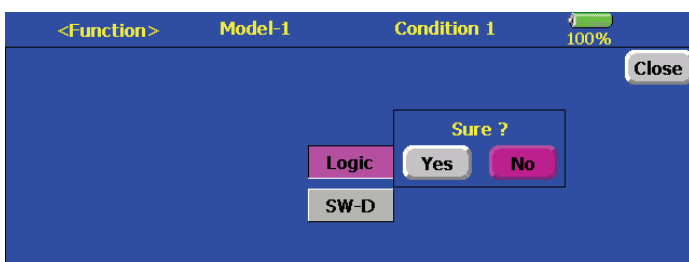 <Function> Model-1 Condition 1 100%
Close
Sure ?
Logic Yes No
SW-D